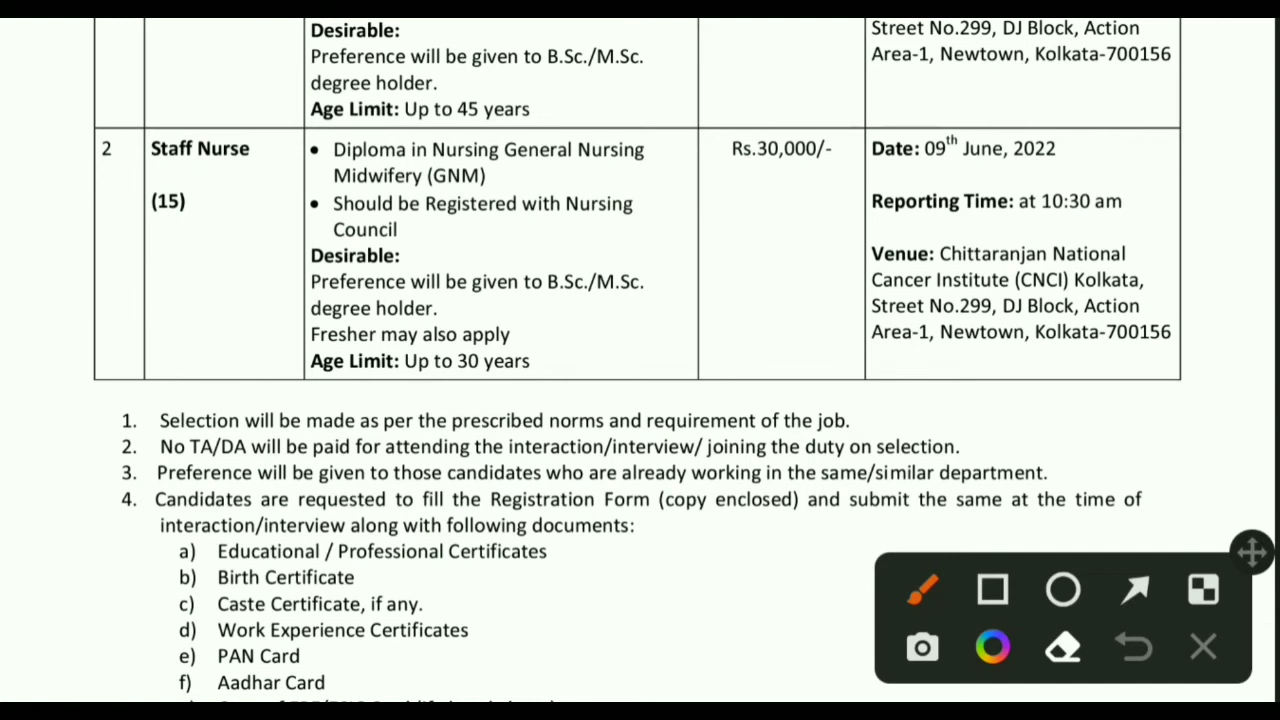 Desirable:
Preference will be given to B.Sc./M.Sc.
degree holder.
Age Limit: Up to 45 years
Street No.299, DJ Block, Action
Area-1, Newtown, Kolkata-700156
2
Staff Nurse
(15)
• Diploma in Nursing General Nursing
Midwifery (GNM)
• Should be Registered with Nursing
Council
Desirable:
Preference will be given to B.Sc./M.Sc.
degree holder.
Fresher may also apply
Age Limit: Up to 30 years
Rs.30,000/-
Date: 09th June, 2022
Reporting Time: at 10:30 am
Venue: Chittaranjan National
Cancer Institute (CNCI) Kolkata,
Street No.299, DJ Block, Action
Area-1, Newtown, Kolkata-700156
1. Selection will be made as per the prescribed norms and requirement of the job.
2. No TA/DA will be paid for attending the interaction/interview/ joining the duty on selection.
3. Preference will be given to those candidates who are already working in the same/similar department.
4. Candidates are requested to fill the Registration Form (copy enclosed) and submit the same at the time of
interaction/interview along with following documents:
a) Educational / Professional Certificates
b) Birth Certificate
c) Caste Certificate, if any.
d) Work Experience Certificates
e) PAN Card
f) Aadhar Card